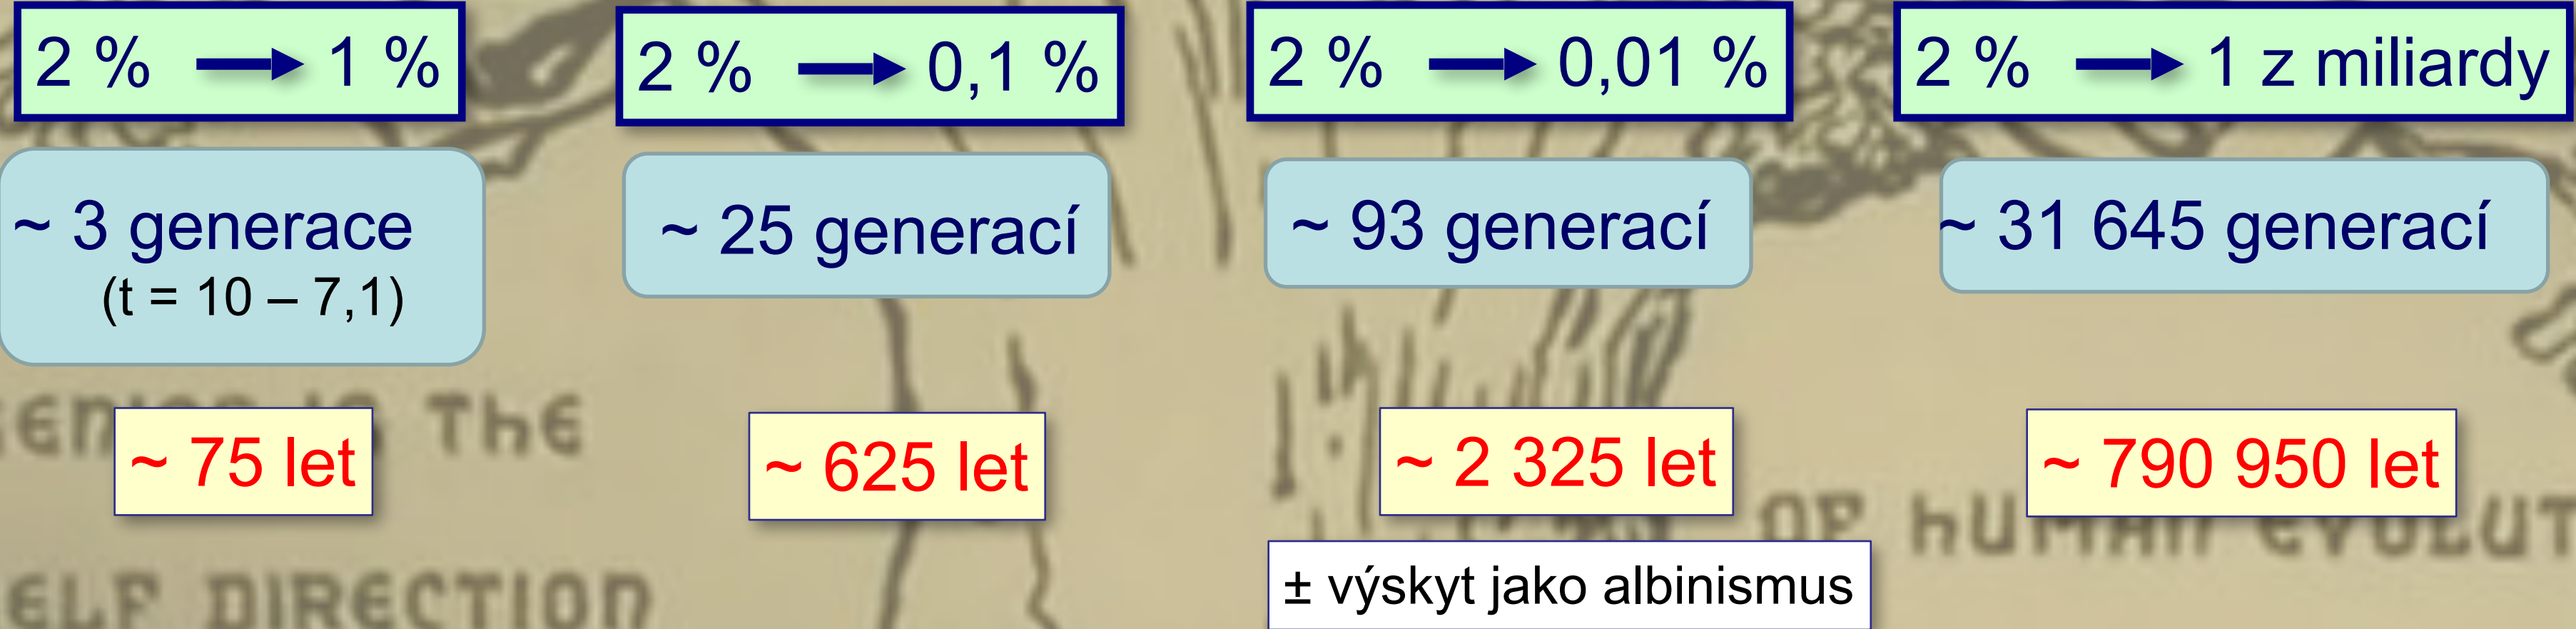 2 % → 1 %
2 % → 0,1 %
2 % → 0,01 %
2 % → 1 z miliardy
~ 3 generace
(t = 10 – 7,1)
~ 25 generací
~ 93 generací
~ 31 645 generací
THE
~ 75 let
~ 625 let
~ 2 325 let
~ 790 950 let
OF HUMAN EVOLUT
± výskyt jako albinismus
ELF DIRECTION